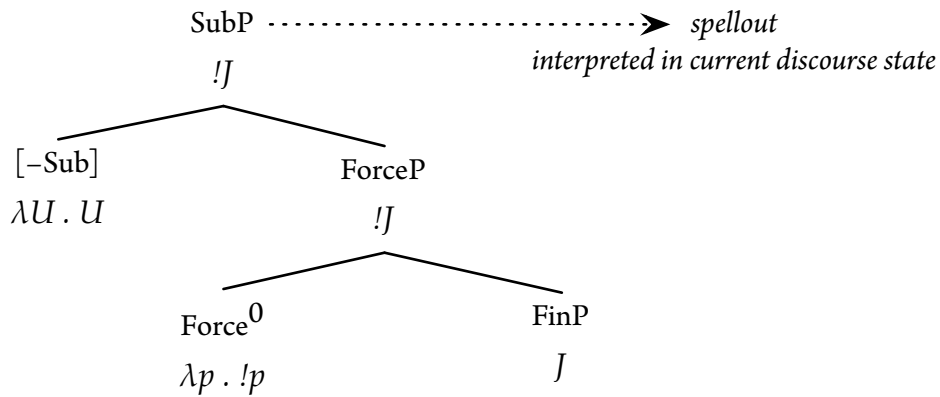 SubP spellout
!J interpreted in current discourse state
[–Sub] ForceP
λU . U !J
Force⁰ FinP
λp . !p J